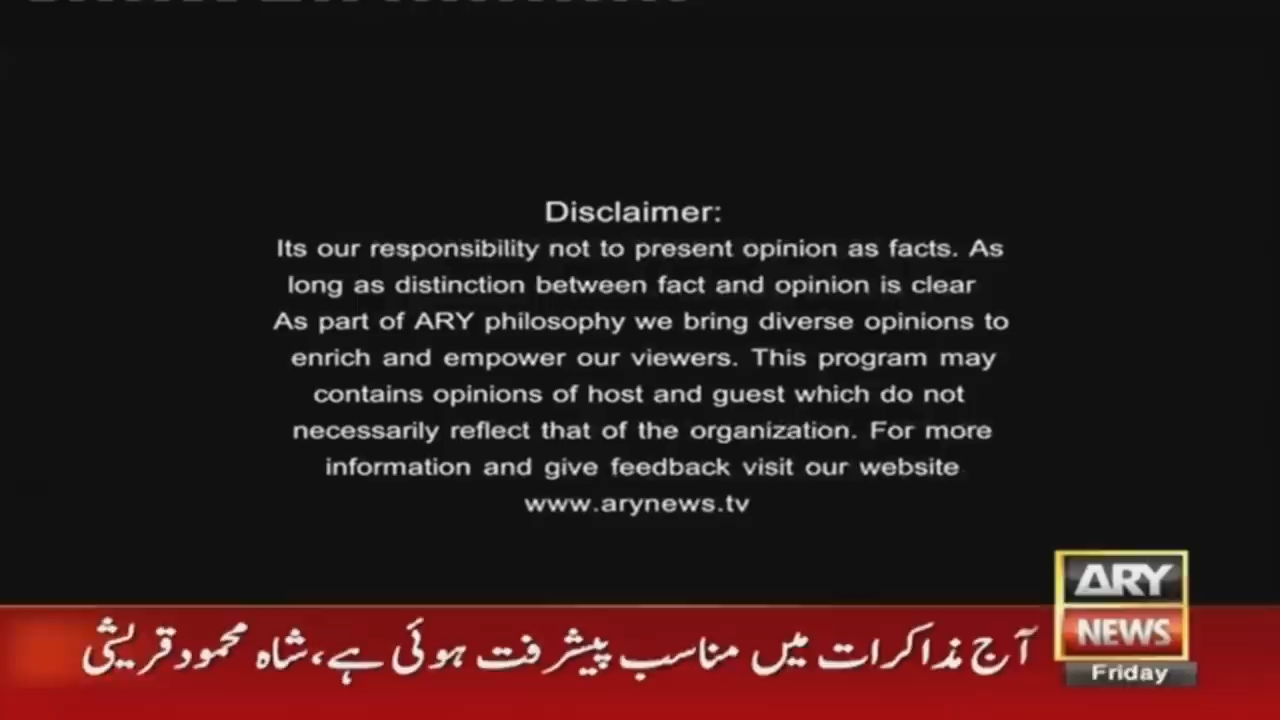 Disclaimer:
Its our responsibility not to present opinion as facts. As
long as distinction between fact and opinion is clear
As part of ARY philosophy we bring diverse opinions to
enrich and empower our viewers. This program may
contains opinions of host and guest which do not
necessarily reflect that of the organization. For more
information and give feedback visit our website
www.arynews.tv
ARY
NEWS
Friday
آج مذاکرات میں مناسب پیشرفت ہوئی ہے، شاہ محمود قریشی